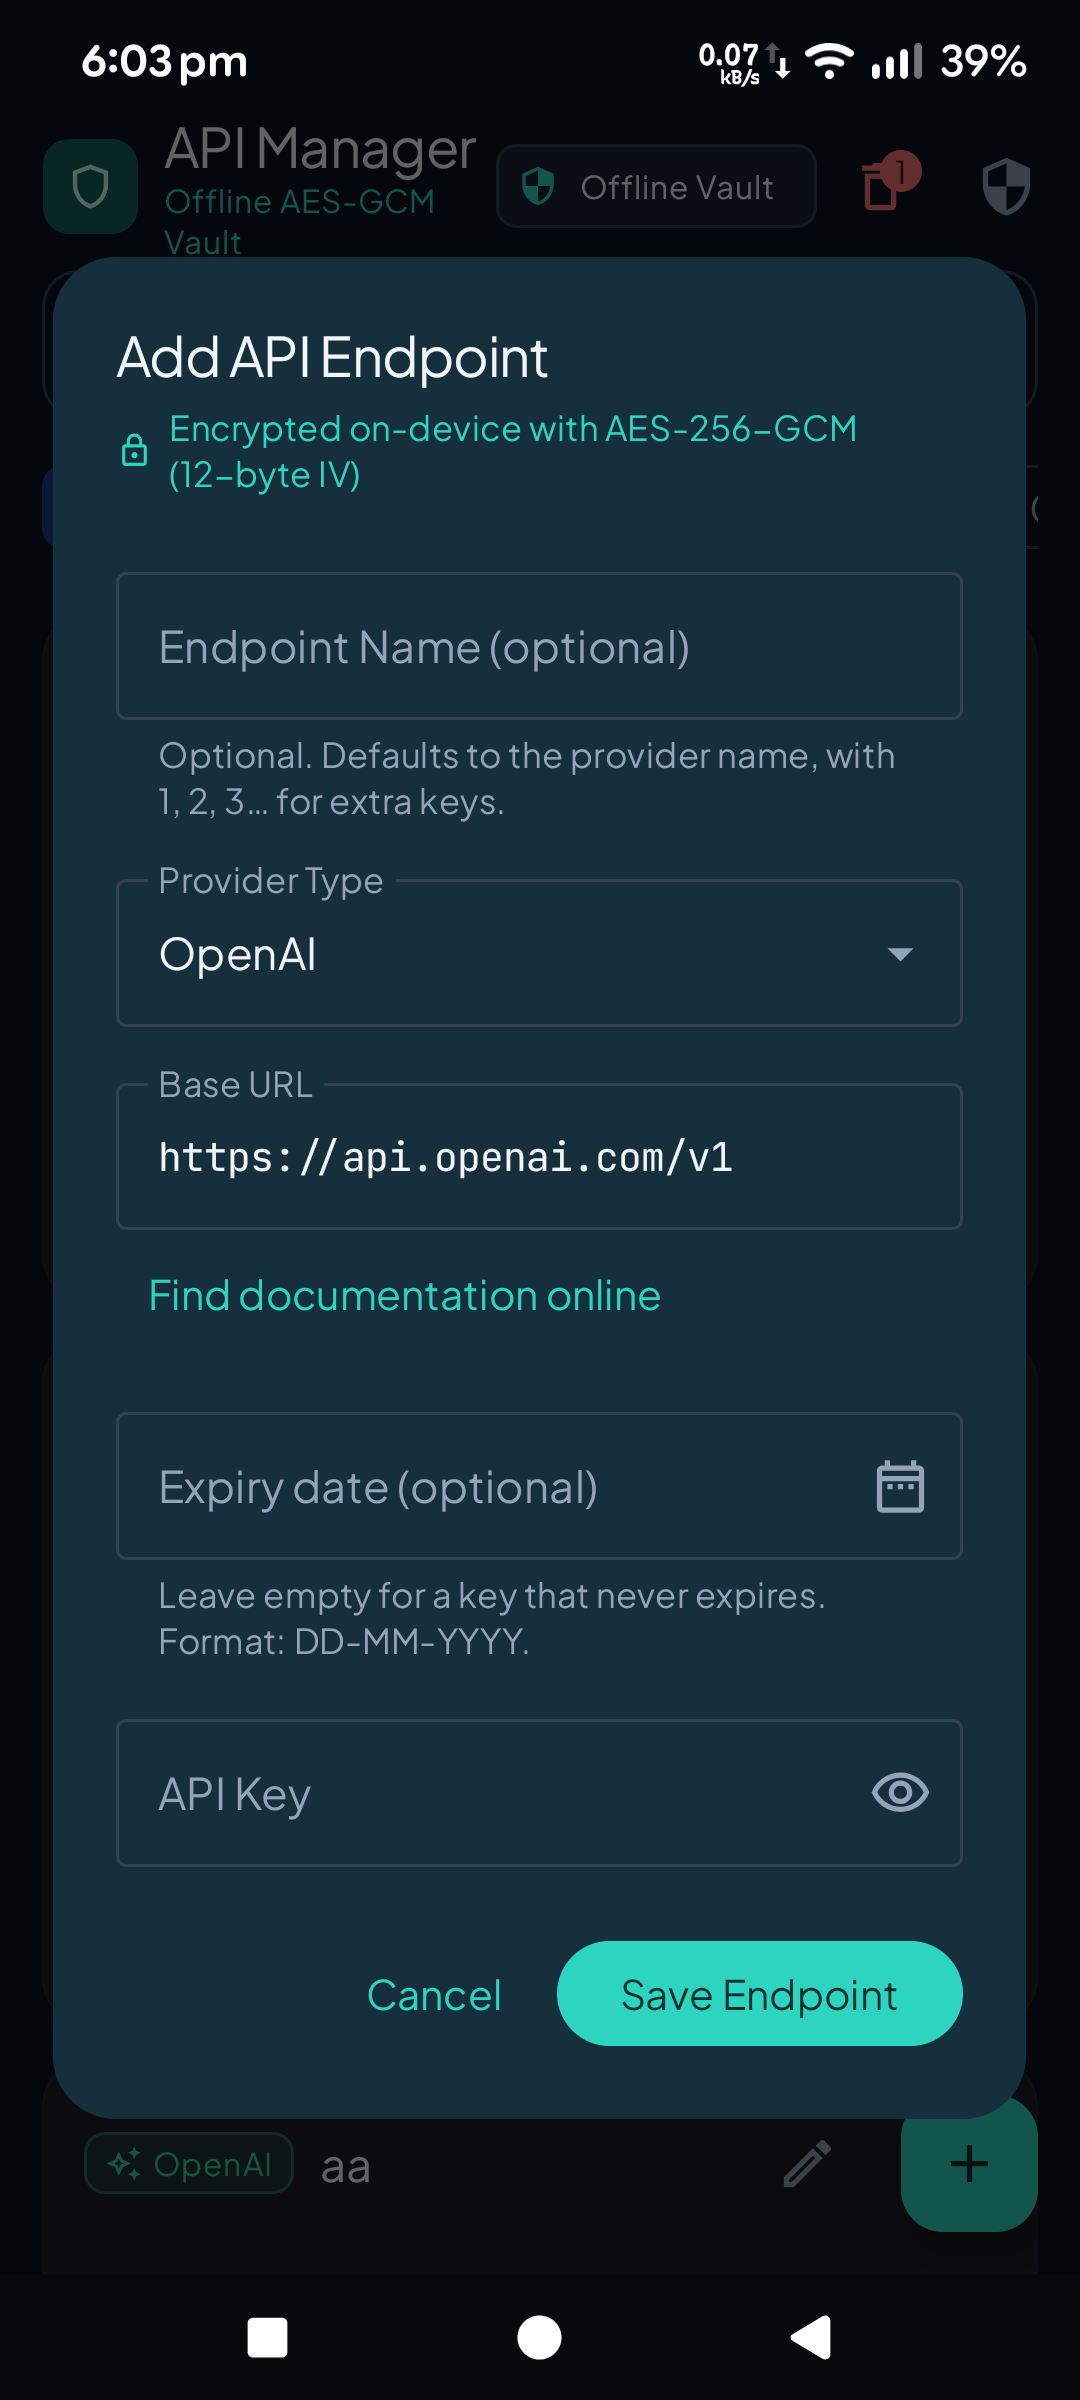 6:03 pm
0.07 kB/s
39%
API Manager
Offline AES-GCM
Vault
Offline Vault
1
Add API Endpoint
Encrypted on-device with AES-256-GCM
(12-byte IV)
Endpoint Name (optional)
Optional. Defaults to the provider name, with
1, 2, 3... for extra keys.
Provider Type
OpenAI
Base URL
https://api.openai.com/v1
Find documentation online
Expiry date (optional)
Leave empty for a key that never expires.
Format: DD-MM-YYYY.
API Key
Cancel
Save Endpoint
OpenAI
aa